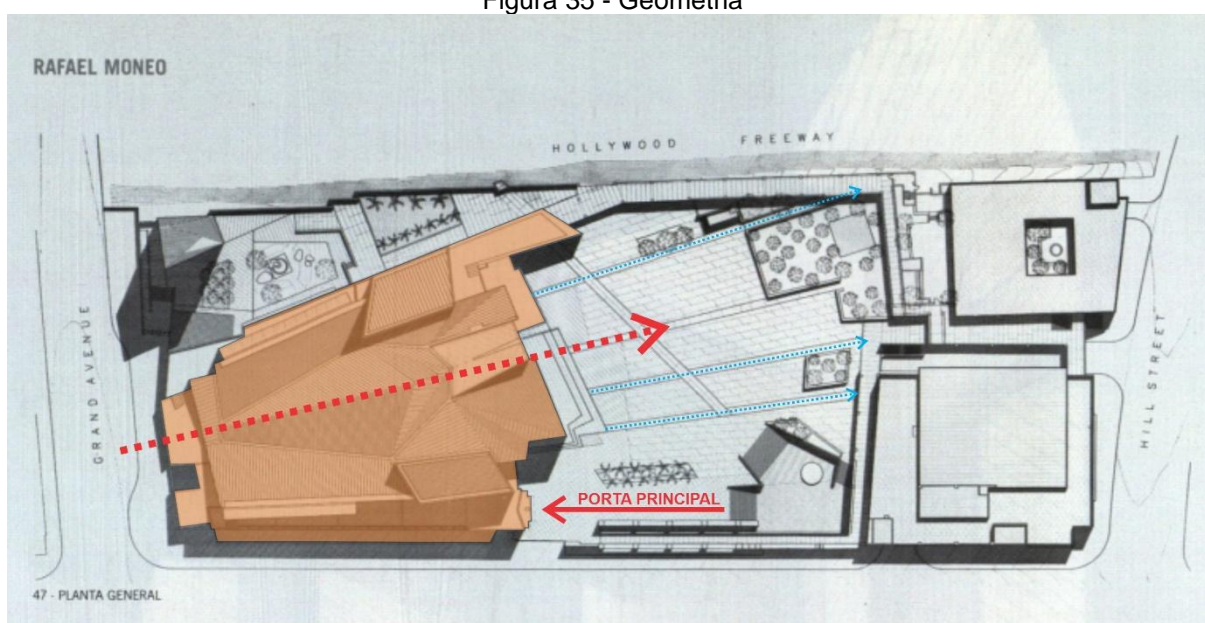 Figura 35 - Geometria
RAFAEL MONEO
HOLLYWOOD FREEWAY
GRAND AVENUE
HILL STREET
PORTA PRINCIPAL
47 - PLANTA GENERAL